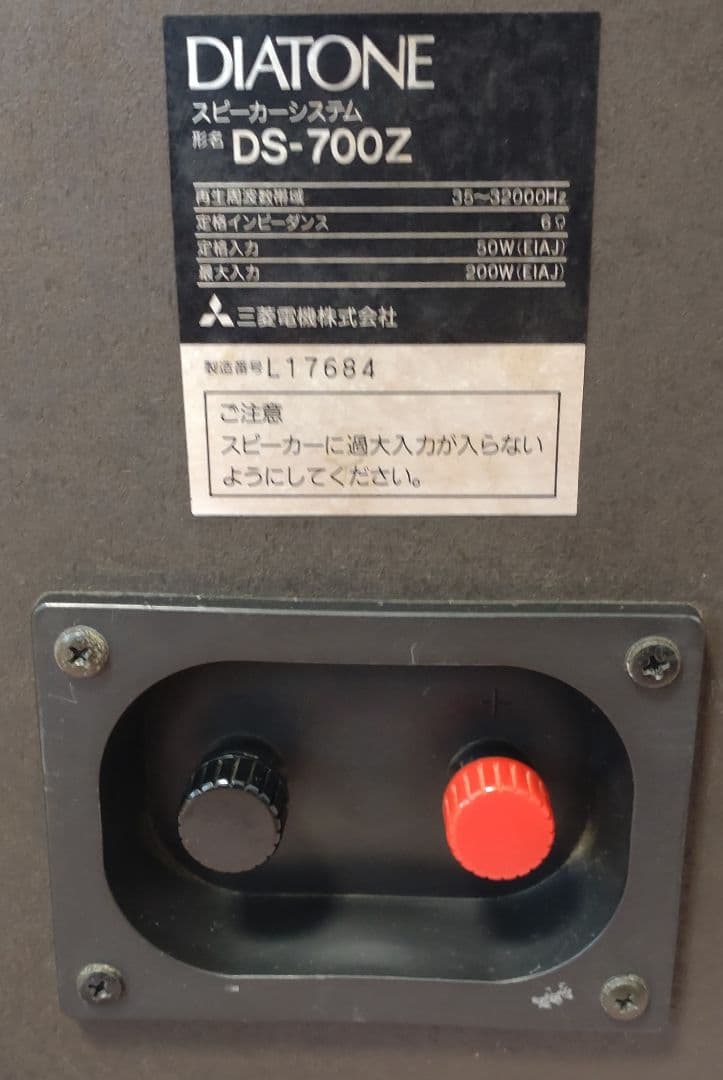 DIATONE
スピーカーシステム
形名 DS-700Z
再生周波数帯域 35~32000Hz
定格インピーダンス 6Ω
定格入力 50W(EIAJ)
最大入力 200W(EIAJ)
三菱電機株式会社
製造番号 L17684
ご注意
スピーカーに過大入力が入らない
ようにしてください。
+